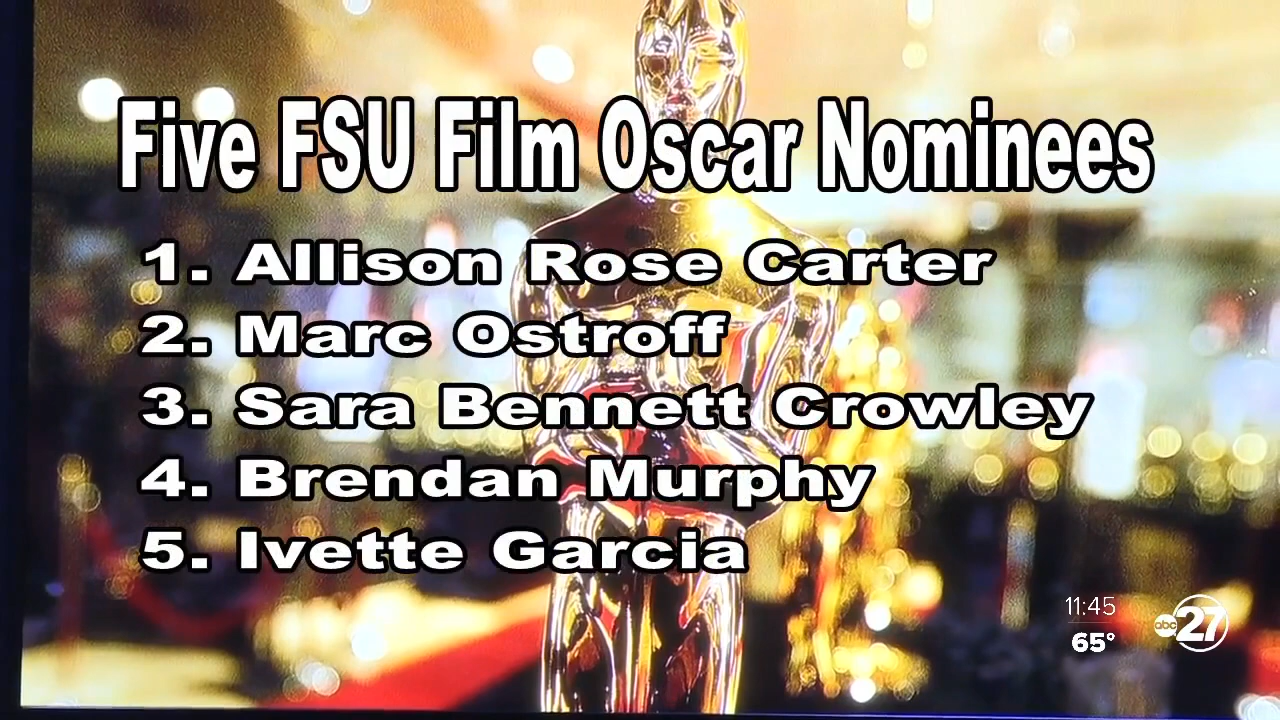 Five FSU Film Oscar Nominees
1. Allison Rose Carter
2. Marc Ostroff
3. Sara Bennett Crowley
4. Brendan Murphy
5. Ivette Garcia
11:45
65°
abc 27